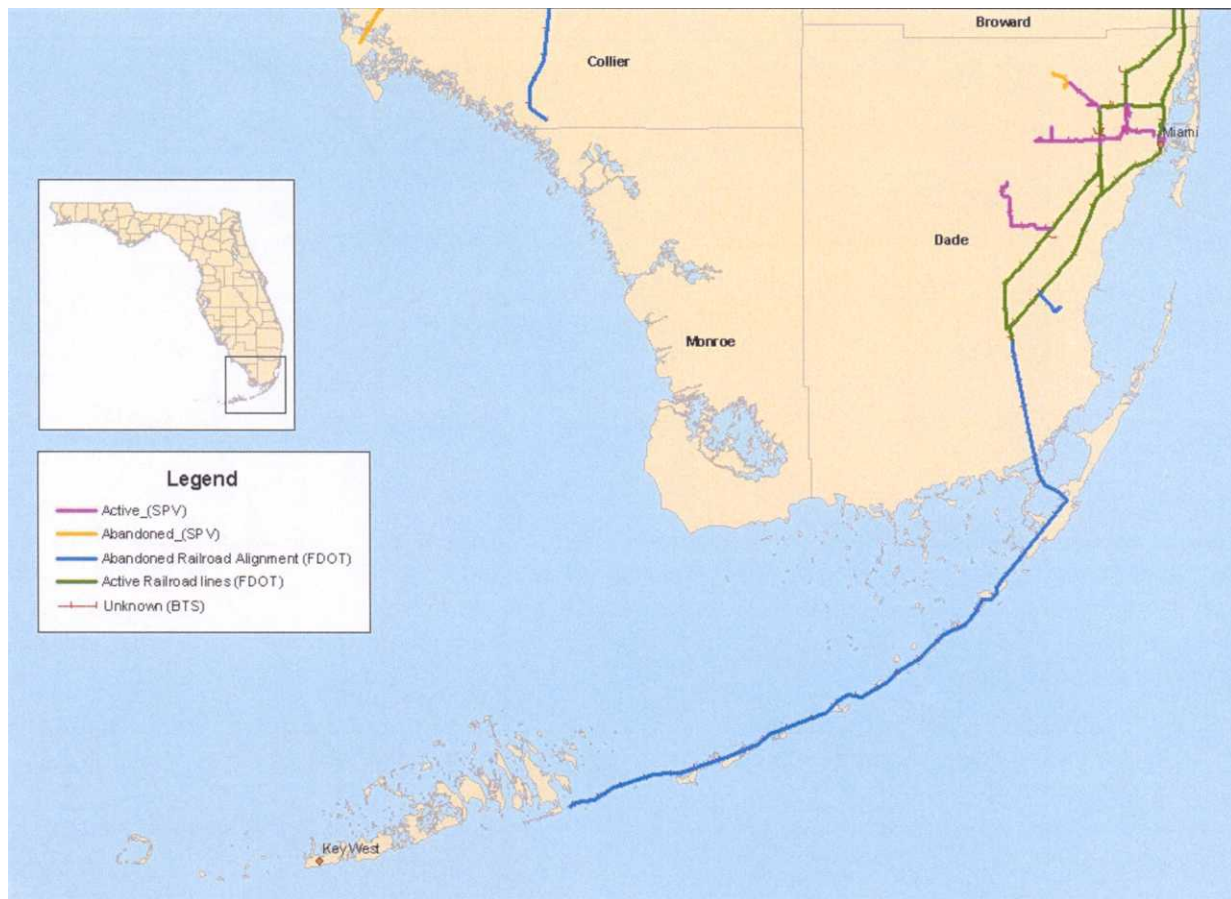 Broward
Collier
Miami
Dade
Monroe
Legend
Active_(SPV)
Abandoned_(SPV)
Abandoned Railroad Alignment (FDOT)
Active Railroad lines (FDOT)
Unknown (BTS)
Key West